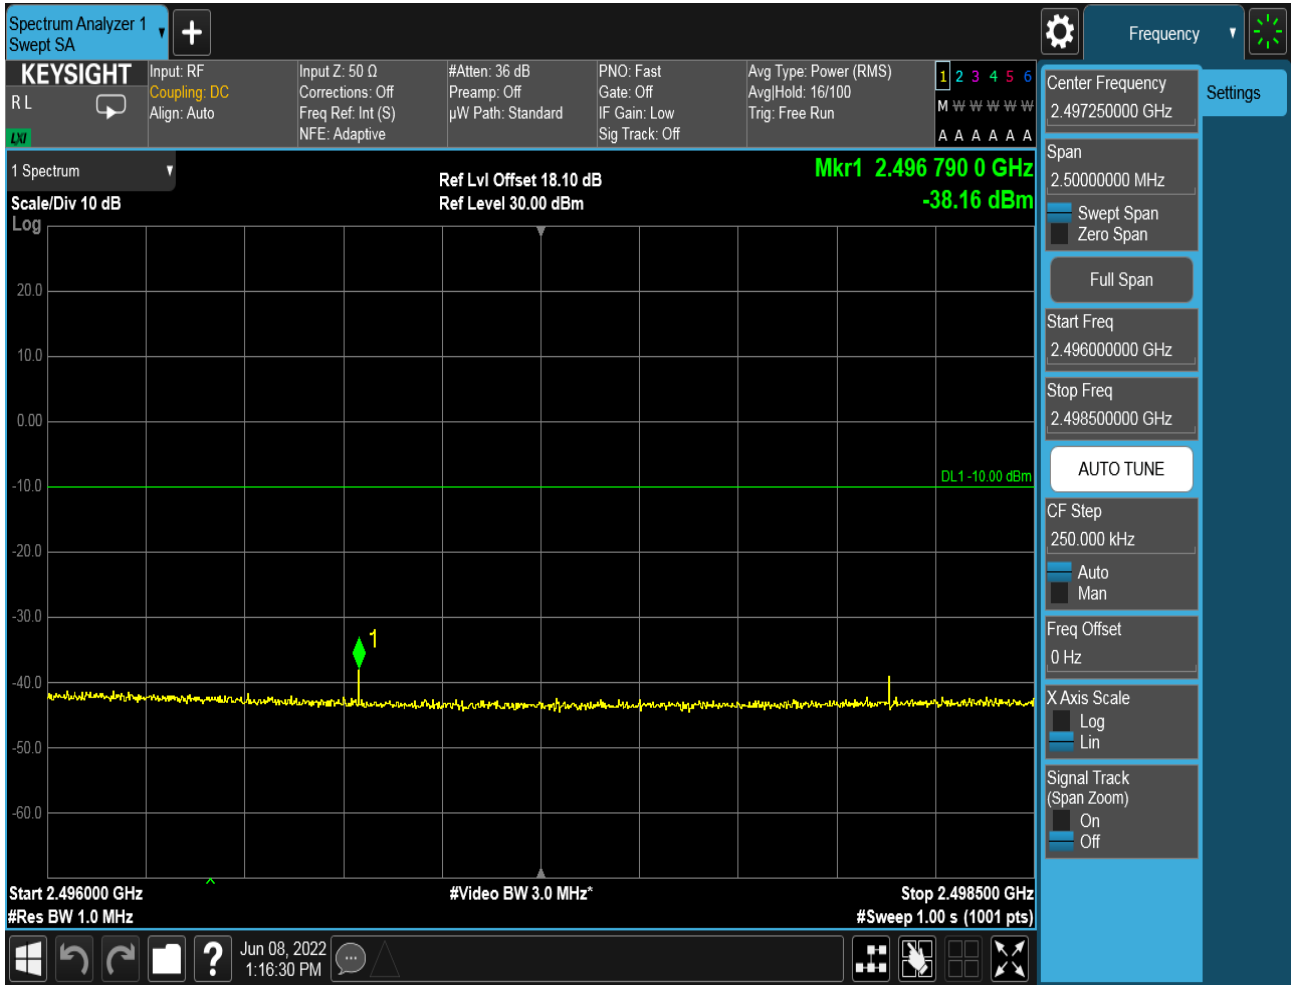 Spectrum Analyzer 1
Swept SA
Frequency
KEYSIGHT
R L
LXI
Input: RF
Coupling: DC
Align: Auto
Input Z: 50 Ω
Corrections: Off
Freq Ref: Int (S)
NFE: Adaptive
#Atten: 36 dB
Preamp: Off
µW Path: Standard
PNO: Fast
Gate: Off
IF Gain: Low
Sig Track: Off
Avg Type: Power (RMS)
Avg|Hold: 16/100
Trig: Free Run
1 2 3 4 5 6
M W W W W W
A A A A A A
1 Spectrum
Scale/Div 10 dB
Log
Ref Lvl Offset 18.10 dB
Ref Level 30.00 dBm
Mkr1 2.496 790 0 GHz
-38.16 dBm
20.0
10.0
0.00
-10.0
DL1 -10.00 dBm
-20.0
-30.0
1
-40.0
-50.0
-60.0
Start 2.496000 GHz
#Video BW 3.0 MHz*
Stop 2.498500 GHz
#Res BW 1.0 MHz
#Sweep 1.00 s (1001 pts)
Jun 08, 2022
1:16:30 PM
Center Frequency
2.497250000 GHz
Settings
Span
2.50000000 MHz
Swept Span
Zero Span
Full Span
Start Freq
2.496000000 GHz
Stop Freq
2.498500000 GHz
AUTO TUNE
CF Step
250.000 kHz
Auto
Man
Freq Offset
0 Hz
X Axis Scale
Log
Lin
Signal Track
(Span Zoom)
On
Off